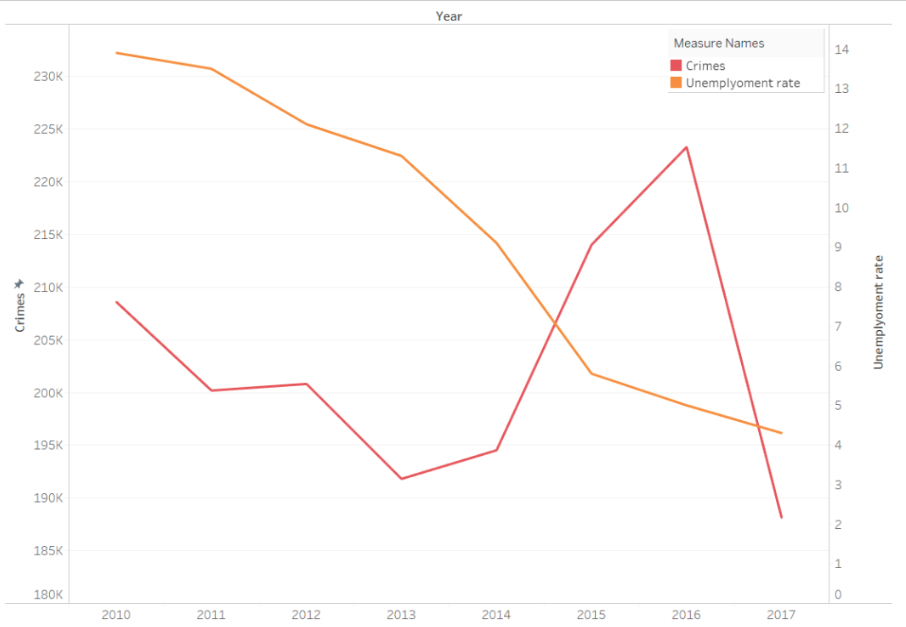 Year
Measure Names
Crimes
Unemplyoment rate
230K
225K
220K
215K
210K
205K
200K
195K
190K
185K
180K
Crimes
14
13
12
11
10
9
8
7
6
5
4
3
2
1
0
Unemplyoment rate
2010 2011 2012 2013 2014 2015 2016 2017